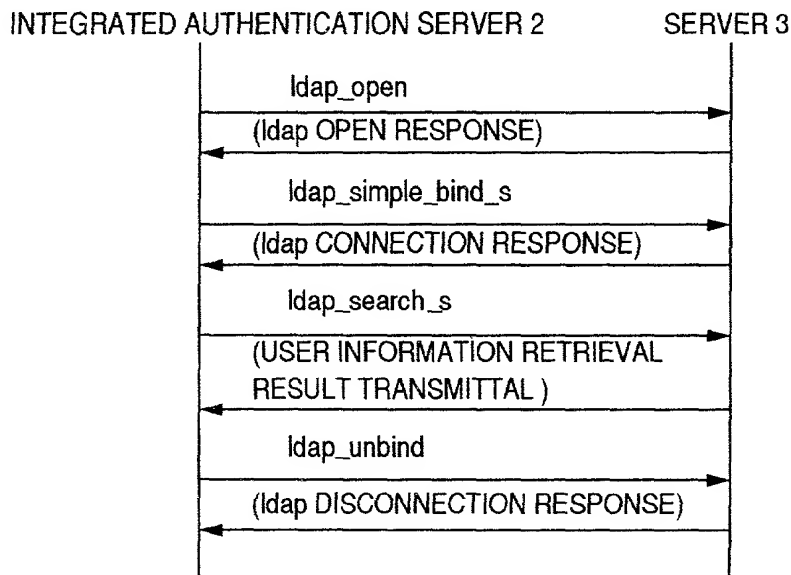 INTEGRATED AUTHENTICATION SERVER 2 SERVER 3
ldap_open
(ldap OPEN RESPONSE)
ldap_simple_bind_s
(ldap CONNECTION RESPONSE)
ldap_search_s
(USER INFORMATION RETRIEVAL
RESULT TRANSMITTAL )
ldap_unbind
(ldap DISCONNECTION RESPONSE)